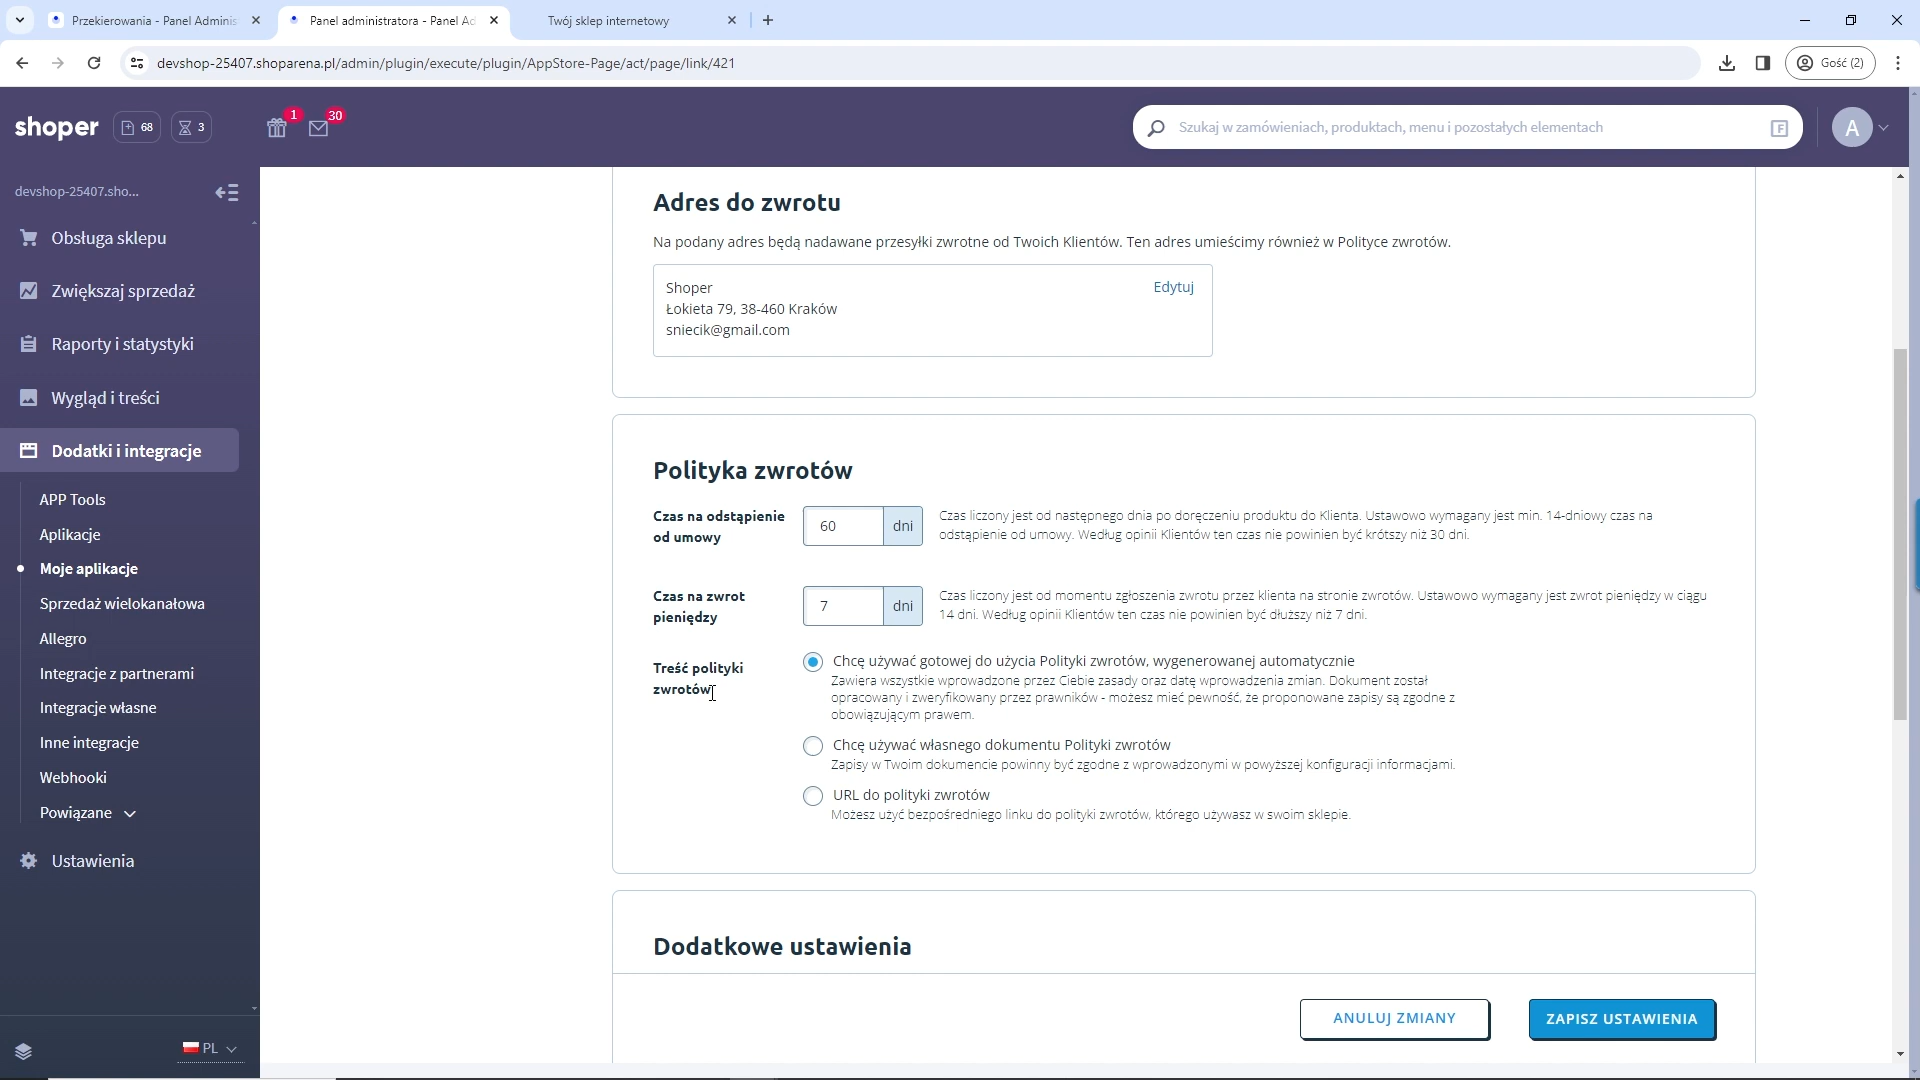 Przekierowania - Panel Adminis
Panel administratora - Panel Ad
Twój sklep internetowy
devshop-25407.shoparena.pl/admin/plugin/execute/plugin/AppStore-Page/act/page/link/421
Gość (2)
shoper
68
3
1
30
Szukaj w zamówieniach, produktach, menu i pozostałych elementach
F
A
devshop-25407.sho...
Obsługa sklepu
Zwiększaj sprzedaż
Raporty i statystyki
Wygląd i treści
Dodatki i integracje
APP Tools
Aplikacje
Moje aplikacje
Sprzedaż wielokanałowa
Allegro
Integracje z partnerami
Integracje własne
Inne integracje
Webhooki
Powiązane
Ustawienia
PL
Adres do zwrotu
Na podany adres będą nadawane przesyłki zwrotne od Twoich Klientów. Ten adres umieścimy również w Polityce zwrotów.
Shoper
Edytuj
Łokieta 79, 38-460 Kraków
sniecik@gmail.com
Polityka zwrotów
Czas na odstąpienie
od umowy
60
dni
Czas liczony jest od następnego dnia po doręczeniu produktu do Klienta. Ustawowo wymagany jest min. 14-dniowy czas na
odstąpienie od umowy. Według opinii Klientów ten czas nie powinien być krótszy niż 30 dni.
Czas na zwrot
pieniędzy
7
dni
Czas liczony jest od momentu zgłoszenia zwrotu przez klienta na stronie zwrotów. Ustawowo wymagany jest zwrot pieniędzy w ciągu
14 dni. Według opinii Klientów ten czas nie powinien być dłuższy niż 7 dni.
Treść polityki
zwrotów
Chcę używać gotowej do użycia Polityki zwrotów, wygenerowanej automatycznie
Zawiera wszystkie wprowadzone przez Ciebie zasady oraz datę wprowadzenia zmian. Dokument został
opracowany i zweryfikowany przez prawników - możesz mieć pewność, że proponowane zapisy są zgodne z
obowiązującym prawem.
Chcę używać własnego dokumentu Polityki zwrotów
Zapisy w Twoim dokumencie powinny być zgodne z wprowadzonymi w powyższej konfiguracji informacjami.
URL do polityki zwrotów
Możesz użyć bezpośredniego linku do polityki zwrotów, którego używasz w swoim sklepie.
Dodatkowe ustawienia
ANULUJ ZMIANY
ZAPISZ USTAWIENIA